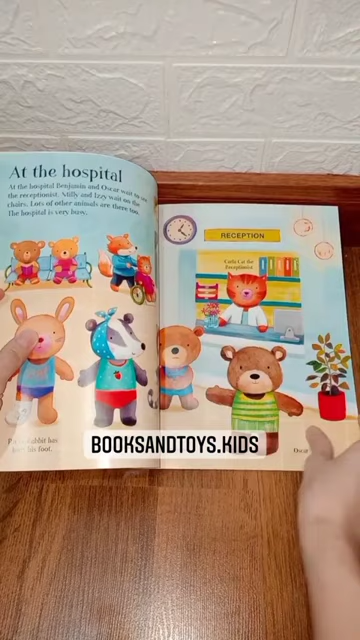 At the hospital
At the hospital Benjamin and Oscar wait to see
the receptionist. Milly and Izzy wait on the
chairs. Lots of other animals are there too.
The hospital is very busy.
RECEPTION
Carla Cat the
Receptionist
Rabbit has
his foot.
Oscar
BOOKSANDTOYS.KIDS